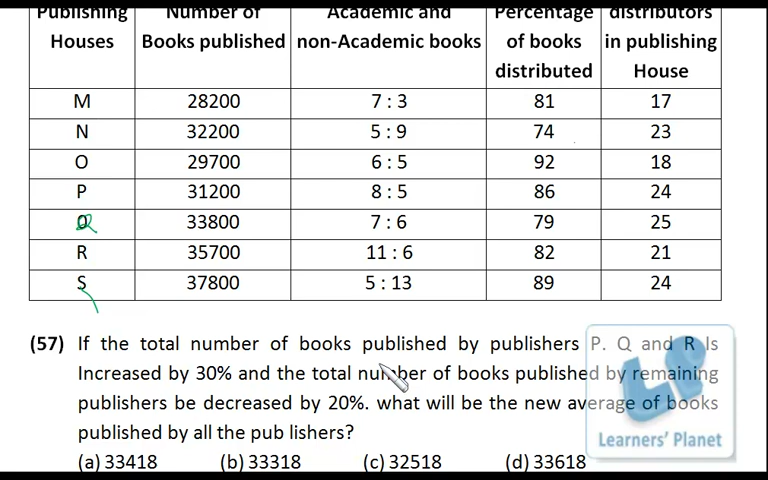 Publishing Number of Academic and Percentage distributors
Houses Books published non-Academic books of books in publishing
distributed House
M 28200 7 : 3 81 17
N 32200 5 : 9 74 23
O 29700 6 : 5 92 18
P 31200 8 : 5 86 24
Q 33800 7 : 6 79 25
R 35700 11 : 6 82 21
S 37800 5 : 13 89 24
(57) If the total number of books published by publishers P. Q and R Is
Increased by 30% and the total number of books published by remaining
publishers be decreased by 20%. what will be the new average of books
published by all the pub lishers?
Learners' Planet
(a) 33418 (b) 33318 (c) 32518 (d) 33618